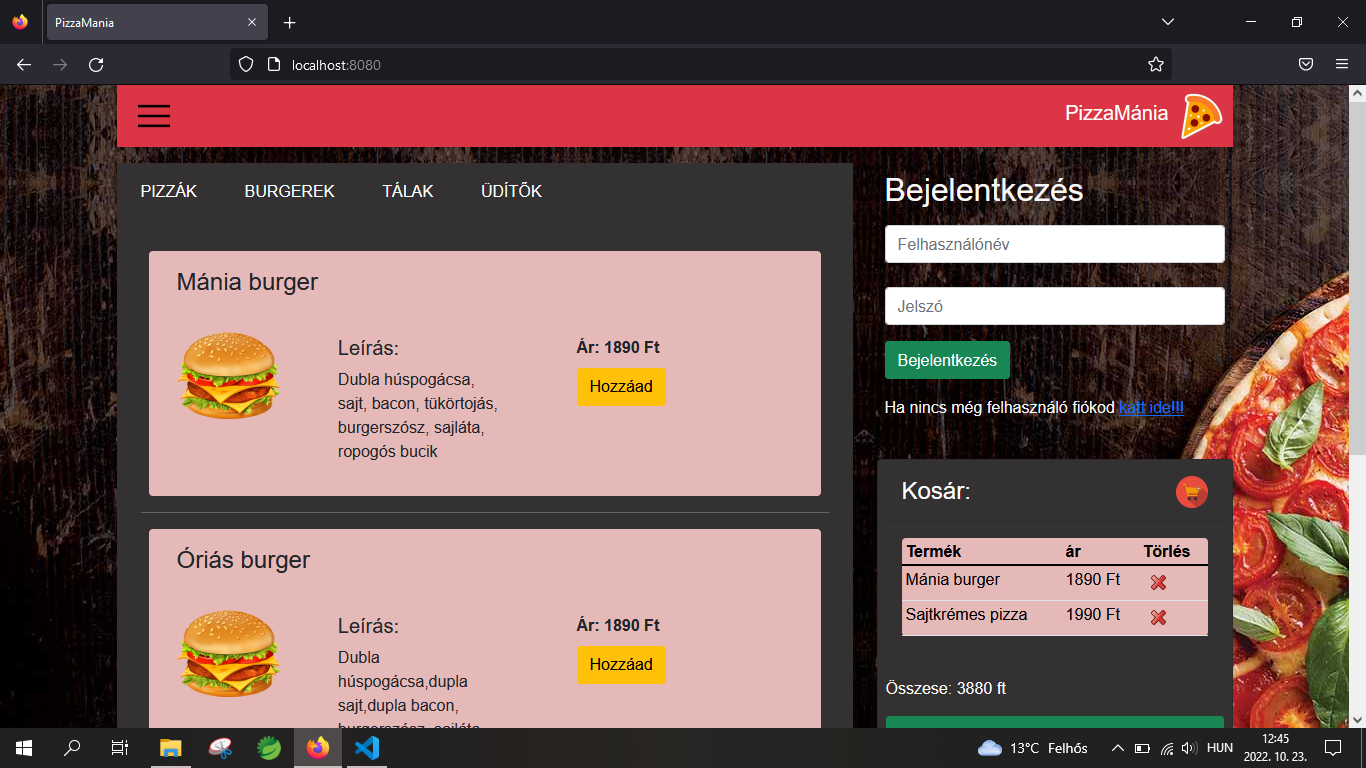 PizzaMania
localhost:8080
PizzaMánia
PIZZÁK
BURGEREK
TÁLAK
ÜDÍTŐK
Mánia burger
Leírás:
Dubla húspogácsa,
sajt, bacon, tükörtojás,
burgerszósz, sajláta,
ropogós bucik
Ár: 1890 Ft
Hozzáad
Óriás burger
Leírás:
Dubla
húspogácsa,dupla
sajt,dupla bacon,
burgerszósz, sajláta
Ár: 1890 Ft
Hozzáad
Bejelentkezés
Felhasználónév
Jelszó
Bejelentkezés
Ha nincs még felhasználó fiókod katt ide!!!
Kosár:
Termék ár Törlés
Mánia burger 1890 Ft
Sajtkrémes pizza 1990 Ft
Összese: 3880 ft
13°C Felhős
HUN
12:45
2022. 10. 23.